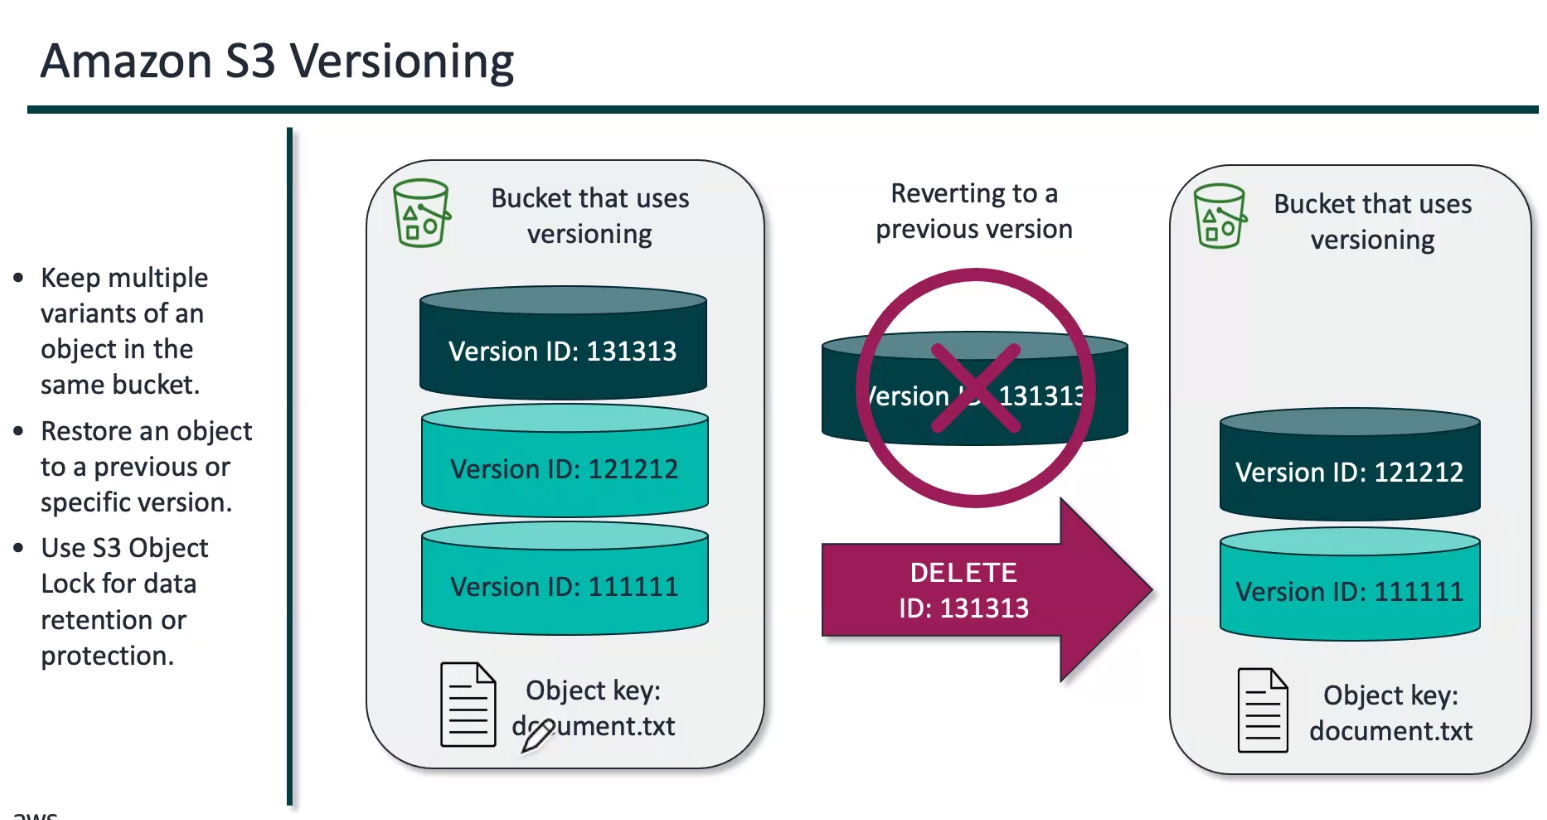 Amazon S3 Versioning
• Keep multiple
variants of an
object in the
same bucket.
• Restore an object
to a previous or
specific version.
• Use S3 Object
Lock for data
retention or
protection.
Bucket that uses
versioning
Version ID: 131313
Version ID: 121212
Version ID: 111111
Object key:
document.txt
Reverting to a
previous version
Version ID: 131313
DELETE
ID: 131313
Bucket that uses
versioning
Version ID: 121212
Version ID: 111111
Object key:
document.txt
aws